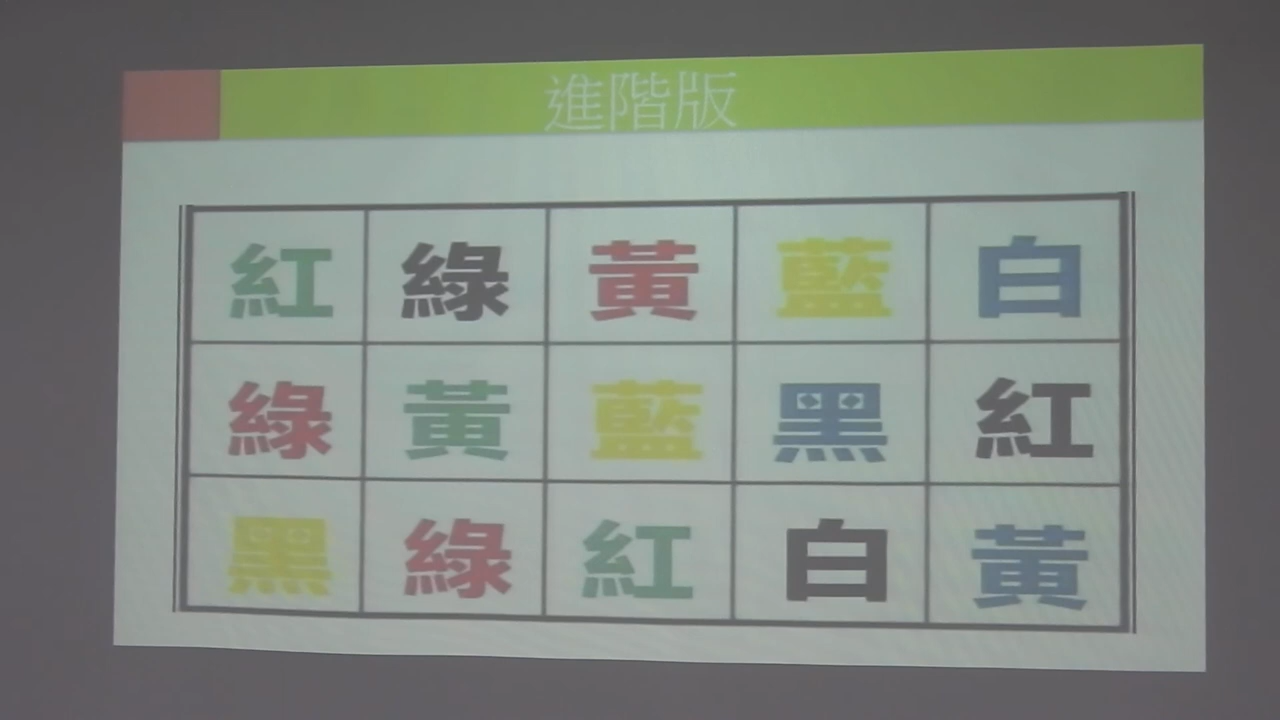 進階版
紅 綠 黃 藍 白
綠 黃 藍 黑 紅
黑 綠 紅 白 黃